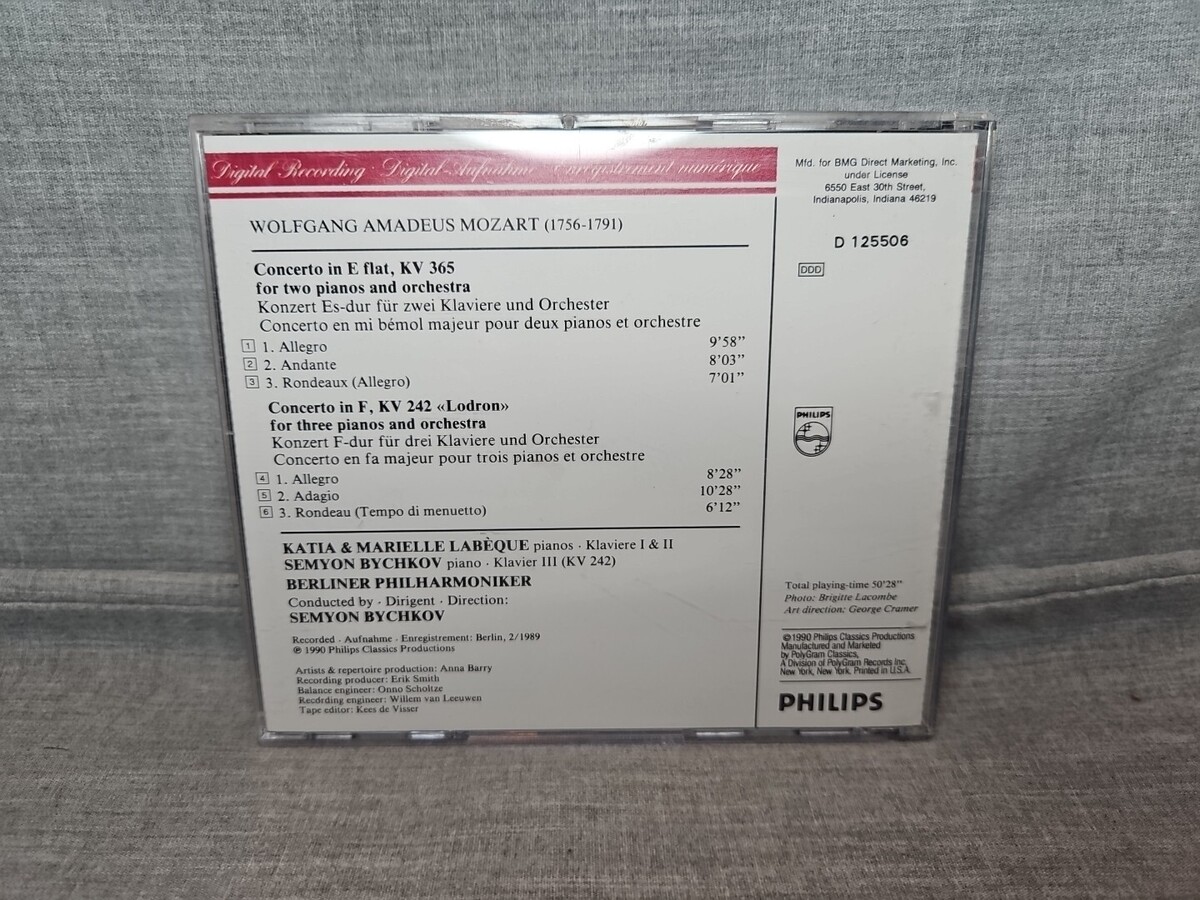 Digital Recording Digital-Aufnahme Enregistrement numérique
WOLFGANG AMADEUS MOZART (1756-1791)
Concerto in E flat, KV 365
for two pianos and orchestra
Konzert Es-dur für zwei Klaviere und Orchester
Concerto en mi bémol majeur pour deux pianos et orchestre
1 1. Allegro 9’58”
2 2. Andante 8’03”
3 3. Rondeaux (Allegro) 7’01”
Concerto in F, KV 242 «Lodron»
for three pianos and orchestra
Konzert F-dur für drei Klaviere und Orchester
Concerto en fa majeur pour trois pianos et orchestre
4 1. Allegro 8’28”
5 2. Adagio 10’28”
6 3. Rondeau (Tempo di menuetto) 6’12”
KATIA & MARIELLE LABÈQUE pianos · Klaviere I & II
SEMYON BYCHKOV piano · Klavier III (KV 242)
BERLINER PHILHARMONIKER
Conducted by · Dirigent · Direction:
SEMYON BYCHKOV
Recorded · Aufnahme · Enregistrement: Berlin, 2/1989
℗ 1990 Philips Classics Productions
Artists & repertoire production: Anna Barry
Recording producer: Erik Smith
Balance engineer: Onno Scholtze
Recording engineer: Willem van Leeuwen
Tape editor: Kees de Visser
Mfd. for BMG Direct Marketing, Inc.
under License
6550 East 30th Street,
Indianapolis, Indiana 46219
D 125506
DDD
PHILIPS
Total playing-time 50’28”
Photo: Brigitte Lacombe
Art direction: George Cramer
©1990 Philips Classics Productions
Manufactured and Marketed
by PolyGram Classics,
A Division of PolyGram Records Inc.
New York, New York. Printed in U.S.A.
PHILIPS